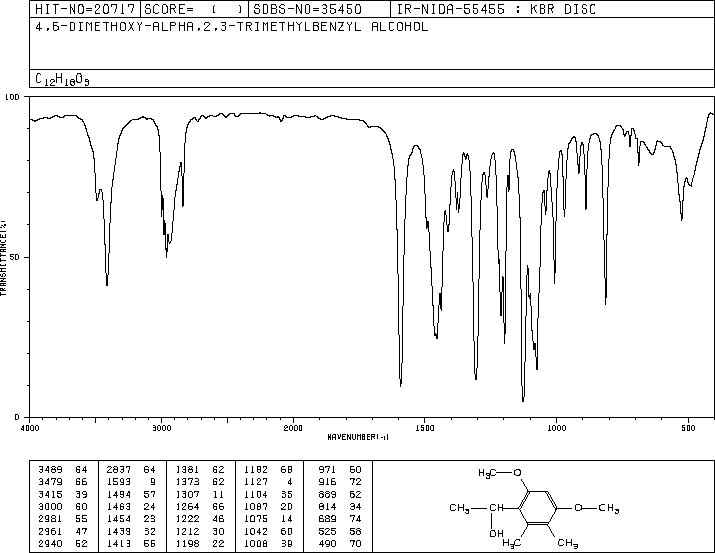 HIT-NO=20717 SCORE= ( ) SDBS-NO=35450 IR-NIDA-55455 : KBR DISC
4,6-DIMETHOXY-ALPHA,2,3-TRIMETHYLBENZYL ALCOHOL
C12H18O3
100
50
0
TRANSMITTANCE(%)
4000 3000 2000 1500 1000 500
WAVENUMBER(-1)
3489 64 2837 64 1381 62 1182 68 971 60
3479 66 1593 9 1373 62 1127 4 916 72
3415 39 1494 57 1307 11 1104 35 889 62
3000 60 1463 24 1264 66 1087 20 814 34
2981 55 1454 23 1222 46 1075 14 689 74
2961 47 1439 32 1212 30 1042 60 525 58
2940 52 1413 55 1198 22 1008 39 490 70
H3C O
CH3 CH O CH3
OH
H3C CH3